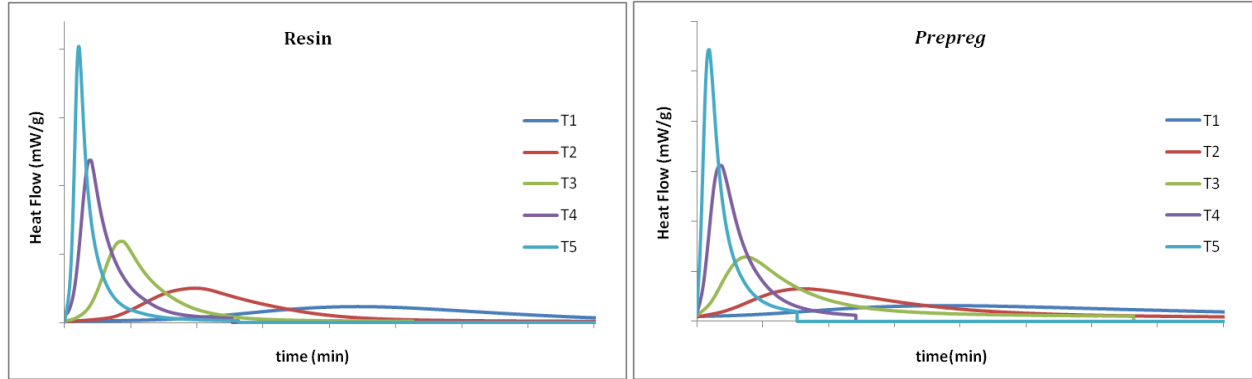 Resin
Heat Flow (mW/g)
T1
T2
T3
T4
T5
time (min)
Prepreg
Heat Flow (mW/g)
T1
T2
T3
T4
T5
time(min)